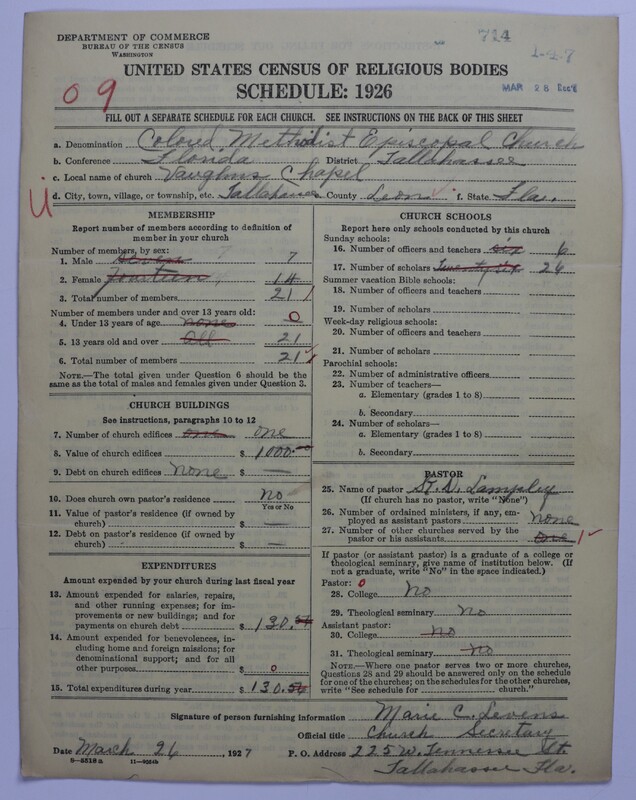 DEPARTMENT OF COMMERCE
BUREAU OF THE CENSUS
WASHINGTON
724
1-4-7
MAR 28 Rec'd
09
UNITED STATES CENSUS OF RELIGIOUS BODIES
SCHEDULE: 1926
FILL OUT A SEPARATE SCHEDULE FOR EACH CHURCH. SEE INSTRUCTIONS ON THE BACK OF THIS SHEET
a. Denomination Colored Methodist Episcopal Church
b. Conference Florida District Tallahassee
c. Local name of church Vaughns Chapel
U
d. City, town, village, or township, etc. Tallahassee County Leon f. State Fla.
MEMBERSHIP
Report number of members according to definition of
member in your church
Number of members, by sex:
1. Male seven 7
2. Female fourteen 14
3. Total number of members 21
Number of members under and over 13 years old:
4. Under 13 years of age none 0
5. 13 years old and over all 21
6. Total number of members 21
NOTE.—The total given under Question 6 should be
the same as the total of males and females given under Question 3.
CHURCH BUILDINGS
See instructions, paragraphs 10 to 12
7. Number of church edifices one one
8. Value of church edifices $ 1000.00
9. Debt on church edifices none $ —
10. Does church own pastor's residence No
Yes or No
11. Value of pastor's residence (if owned by
church) $ —
12. Debt on pastor's residence (if owned by
church) $ —
EXPENDITURES
Amount expended by your church during last fiscal year
13. Amount expended for salaries, repairs,
and other running expenses; for im-
provements or new buildings; and for
payments on church debt $ 130.54
14. Amount expended for benevolences, in-
cluding home and foreign missions; for
denominational support; and for all
other purposes $ 0
15. Total expenditures during year $ 130.54
CHURCH SCHOOLS
Report here only schools conducted by this church
Sunday schools:
16. Number of officers and teachers six 6
17. Number of scholars Twenty six 26
Summer vacation Bible schools:
18. Number of officers and teachers
19. Number of scholars
Week-day religious schools:
20. Number of officers and teachers
21. Number of scholars
Parochial schools:
22. Number of administrative officers
23. Number of teachers—
a. Elementary (grades 1 to 8)
b. Secondary
24. Number of scholars—
a. Elementary (grades 1 to 8)
b. Secondary
PASTOR
25. Name of pastor Lampley
(If church has no pastor, write "None")
26. Number of ordained ministers, if any, em-
ployed as assistant pastors none
27. Number of other churches served by the
pastor or his assistants one 1
If pastor (or assistant pastor) is a graduate of a college or
theological seminary, give name of institution below. (If
not a graduate, write "No" in the space indicated.)
Pastor: 0
28. College No
29. Theological seminary No
Assistant pastor:
30. College No
31. Theological seminary No
NOTE.—Where one pastor serves two or more churches,
Questions 28 and 29 should be answered only on the schedule
for one of the churches; on the schedules for the other churches,
write "See schedule for church."
Signature of person furnishing information Marie C. Levens
Official title Church Secretary
Date March 26, 1927 P. O. Address 225 W. Tennessee St.
Tallahassee Fla.